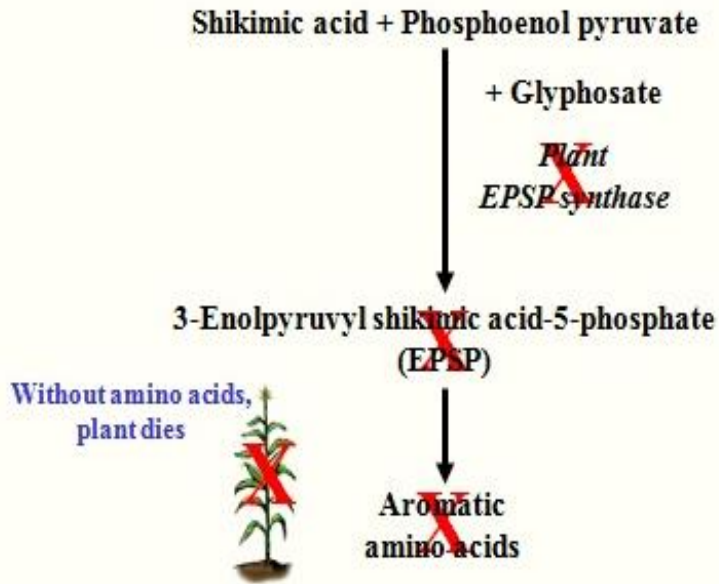 Shikimic acid + Phosphoenol pyruvate
+ Glyphosate
X
Plant
EPSP synthase
3-Enolpyruvyl shikimic acid-5-phosphate
(EPSP)
X
Without amino acids,
plant dies
X
Aromatic
amino acids
X